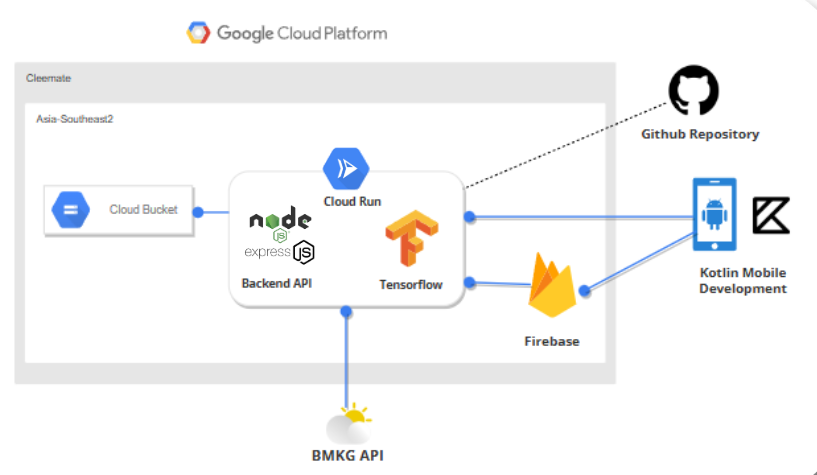 Google Cloud Platform
Cleemate
Asia-Southeast2
Github Repository
Cloud Run
Cloud Bucket
node
JS
express JS
Backend API
Tensorflow
Kotlin Mobile
Development
Firebase
BMKG API